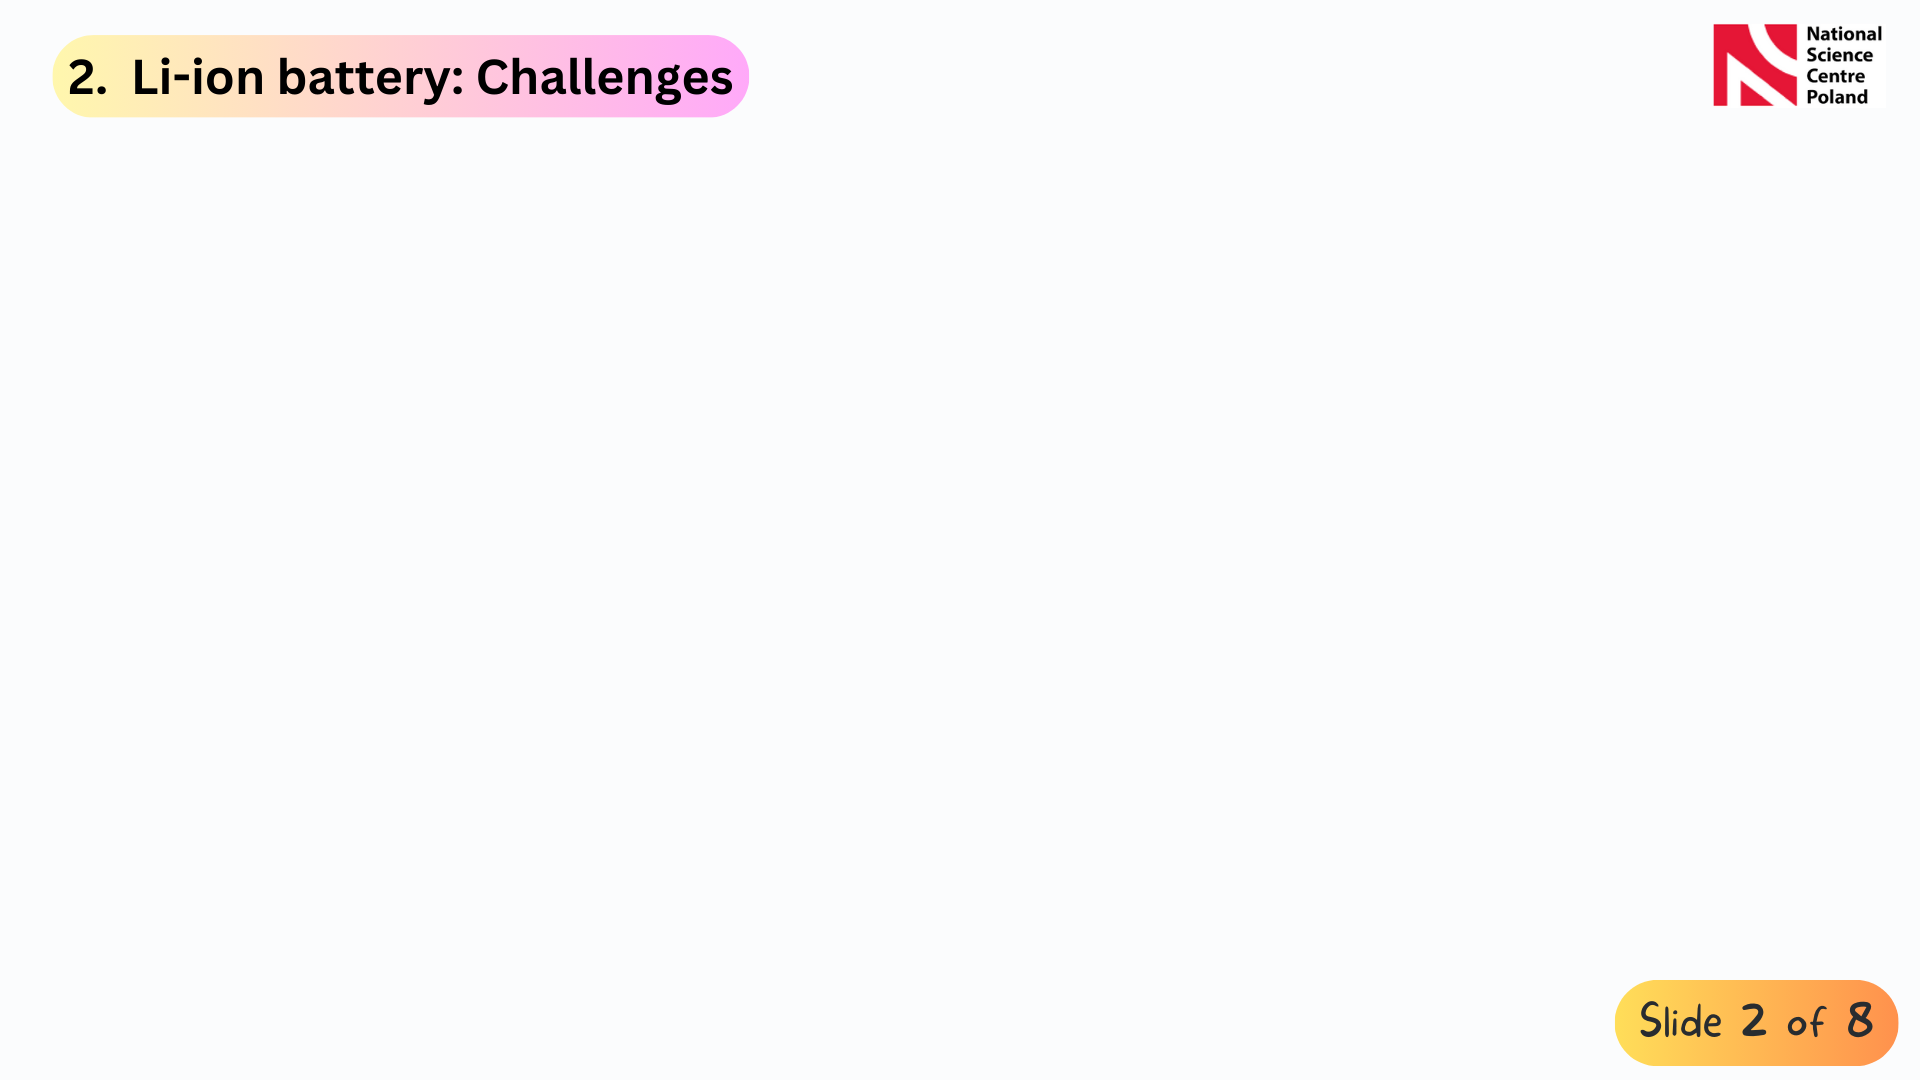 2. Li-ion battery: Challenges
National
Science
Centre
Poland
Slide 2 of 8